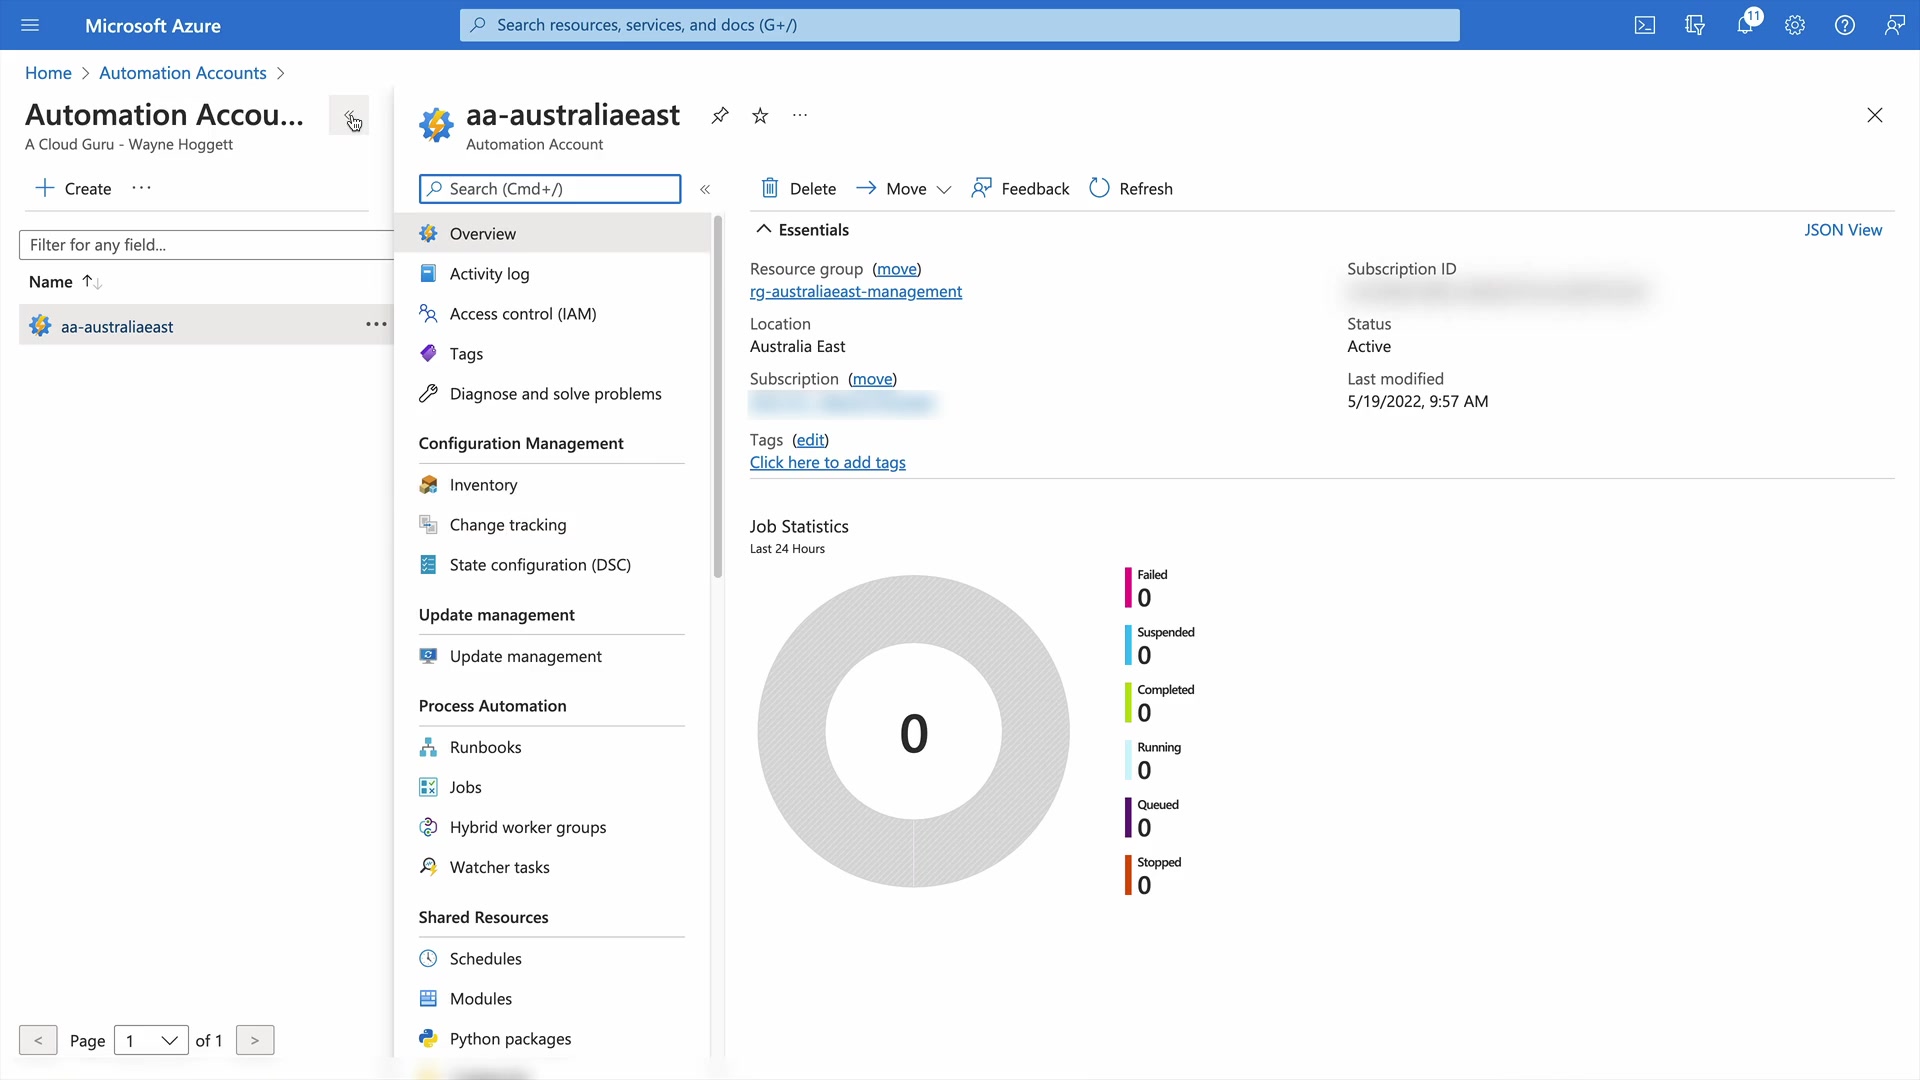 Microsoft Azure
Search resources, services, and docs (G+/)
11
Home > Automation Accounts >
Automation Accou...
A Cloud Guru - Wayne Hoggett
+ Create ...
Filter for any field...
Name ↑↓
aa-australiaeast ...
aa-australiaeast ...
Automation Account
Search (Cmd+/)
«
Overview
Activity log
Access control (IAM)
Tags
Diagnose and solve problems
Configuration Management
Inventory
Change tracking
State configuration (DSC)
Update management
Update management
Process Automation
Runbooks
Jobs
Hybrid worker groups
Watcher tasks
Shared Resources
Schedules
Modules
Python packages
Delete Move Feedback Refresh
Essentials
JSON View
Resource group (move)
rg-australiaeast-management
Location
Australia East
Subscription (move)
Tags (edit)
Click here to add tags
Subscription ID
Status
Active
Last modified
5/19/2022, 9:57 AM
Job Statistics
Last 24 Hours
0
Failed
0
Suspended
0
Completed
0
Running
0
Queued
0
Stopped
0
< Page 1 of 1 >